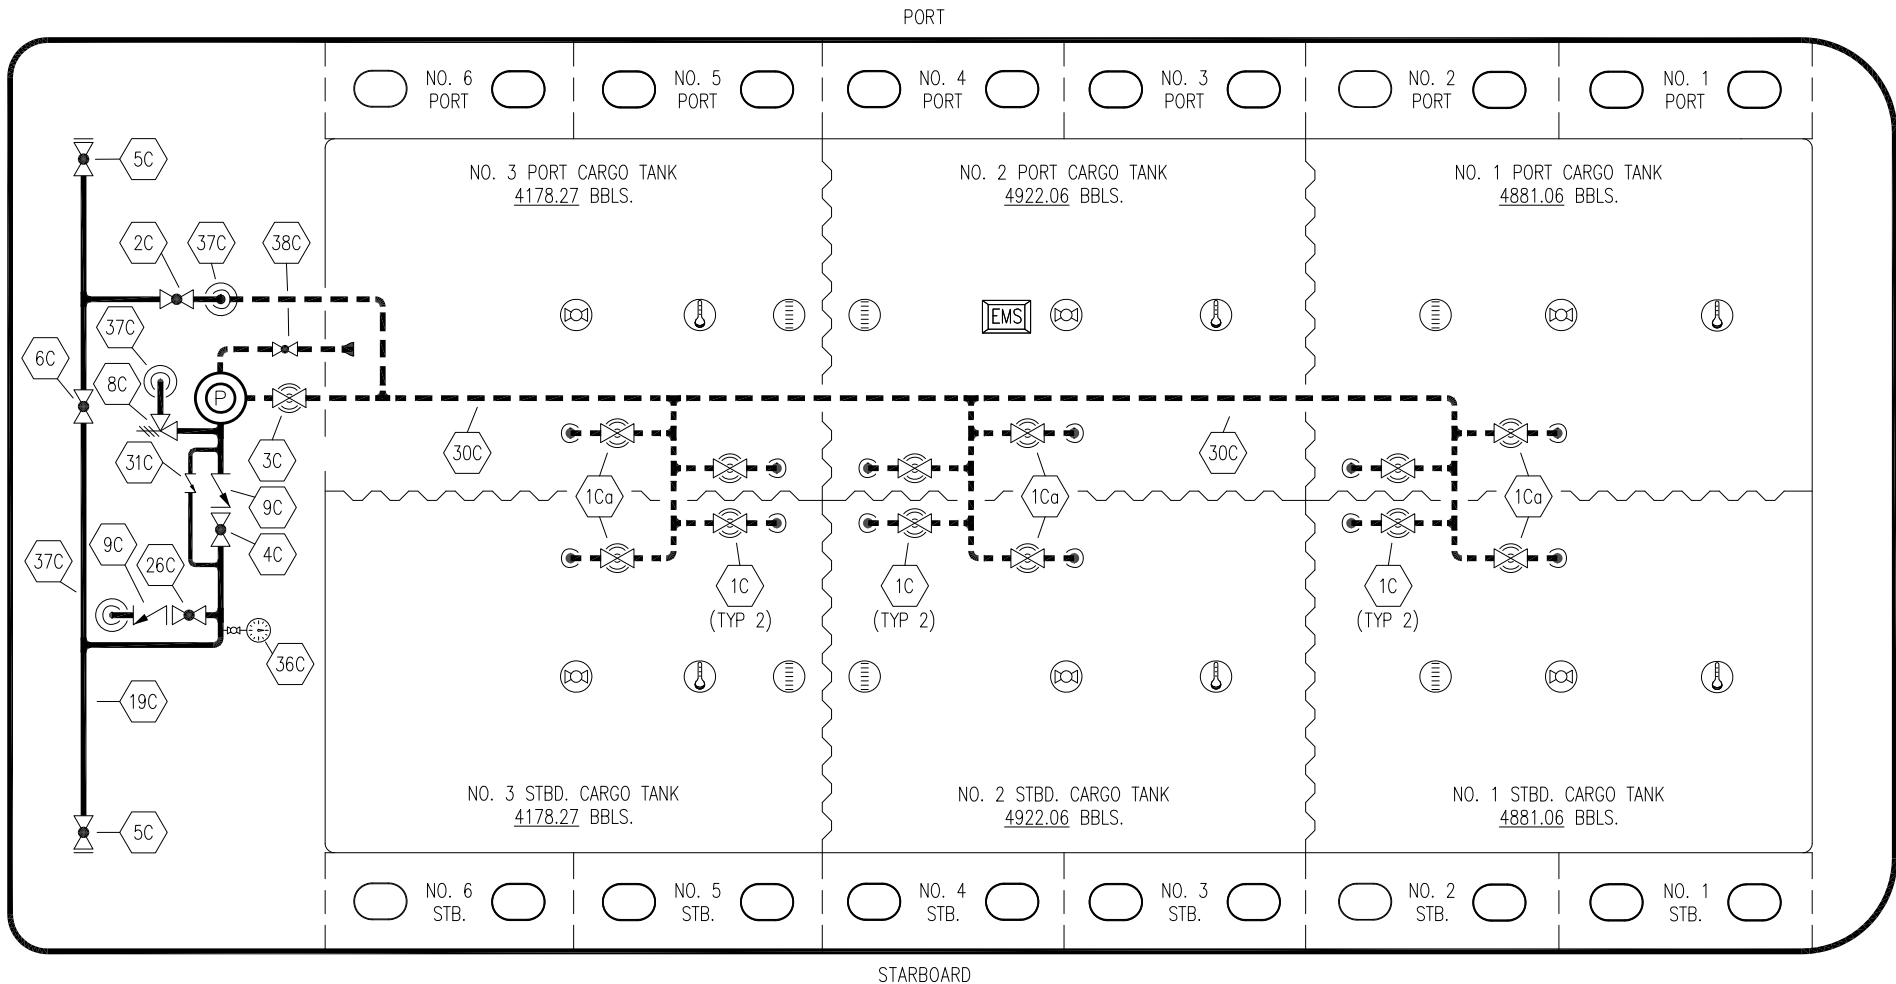 PORT
NO. 6
PORT
NO. 5
PORT
NO. 4
PORT
NO. 3
PORT
NO. 2
PORT
NO. 1
PORT
5C
NO. 3 PORT CARGO TANK
4178.27 BBLS.
NO. 2 PORT CARGO TANK
4922.06 BBLS.
NO. 1 PORT CARGO TANK
4881.06 BBLS.
2C
37C
38C
37C
EMS
6C
8C
P
31C
3C
30C
30C
9C
1Ca
1Ca
1Ca
37C
9C
26C
4C
1C
(TYP 2)
1C
(TYP 2)
1C
(TYP 2)
36C
19C
NO. 3 STBD. CARGO TANK
4178.27 BBLS.
NO. 2 STBD. CARGO TANK
4922.06 BBLS.
NO. 1 STBD. CARGO TANK
4881.06 BBLS.
5C
NO. 6
STB.
NO. 5
STB.
NO. 4
STB.
NO. 3
STB.
NO. 2
STB.
NO. 1
STB.
STARBOARD